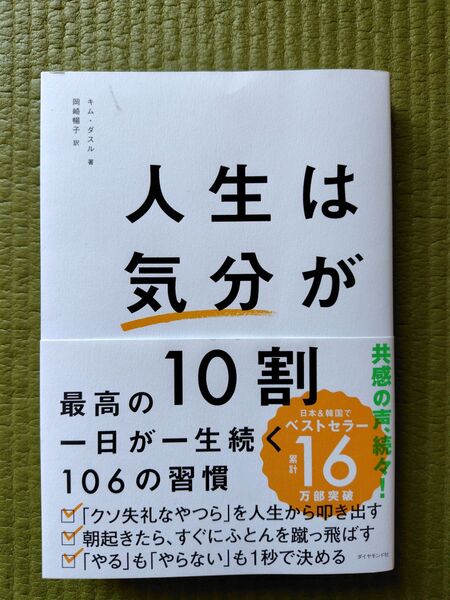 キム・ダスル 著
岡崎暢子 訳
人生は
気分が
10割
最高の
一日が一生続く
106の習慣
共感の声、続々!
日本&韓国で
ベストセラー
累計
16
万部突破
「クソ失礼なやつら」を人生から叩き出す
朝起きたら、すぐにふとんを蹴っ飛ばす
「やる」も「やらない」も1秒で決める
ダイヤモンド社